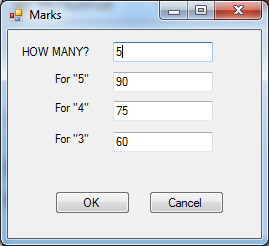 Marks
HOW MANY? 5
For "5" 90
For "4" 75
For "3" 60
OK Cancel